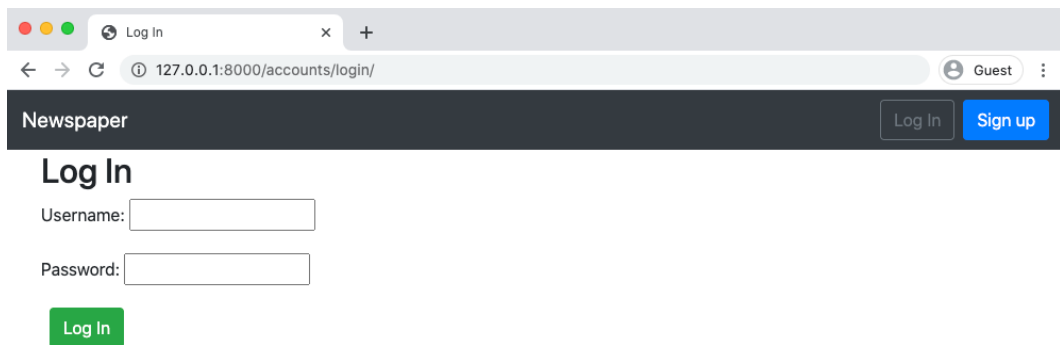 Log In
127.0.0.1:8000/accounts/login/ Guest
Newspaper Log In Sign up
Log In
Username:
Password:
Log In